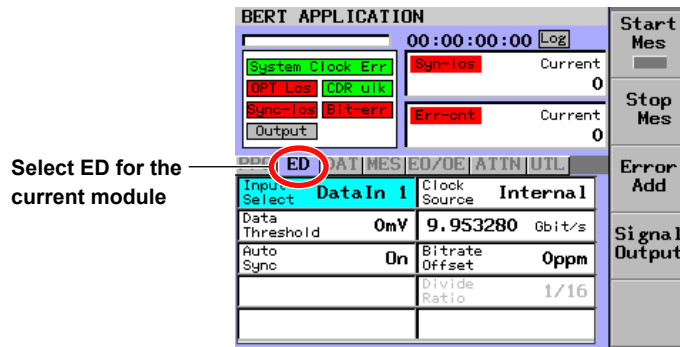 BERT APPLICATION
00:00:00:00 Log
System Clock Err
OPT Los CDR ulk
Sync-los Bit-err
Output
Syn-los Current
0
Err-cnt Current
0
Start
Mes
Stop
Mes
Error
Add
Signal
Output
Select ED for the
current module
PPG ED DAT MES EO/OE ATTN UTL
Input
Select DataIn 1
Clock
Source Internal
Data
Threshold 0mV
9.953280 Gbit/s
Auto
Sync On
Bitrate
Offset 0ppm
Divide
Ratio 1/16